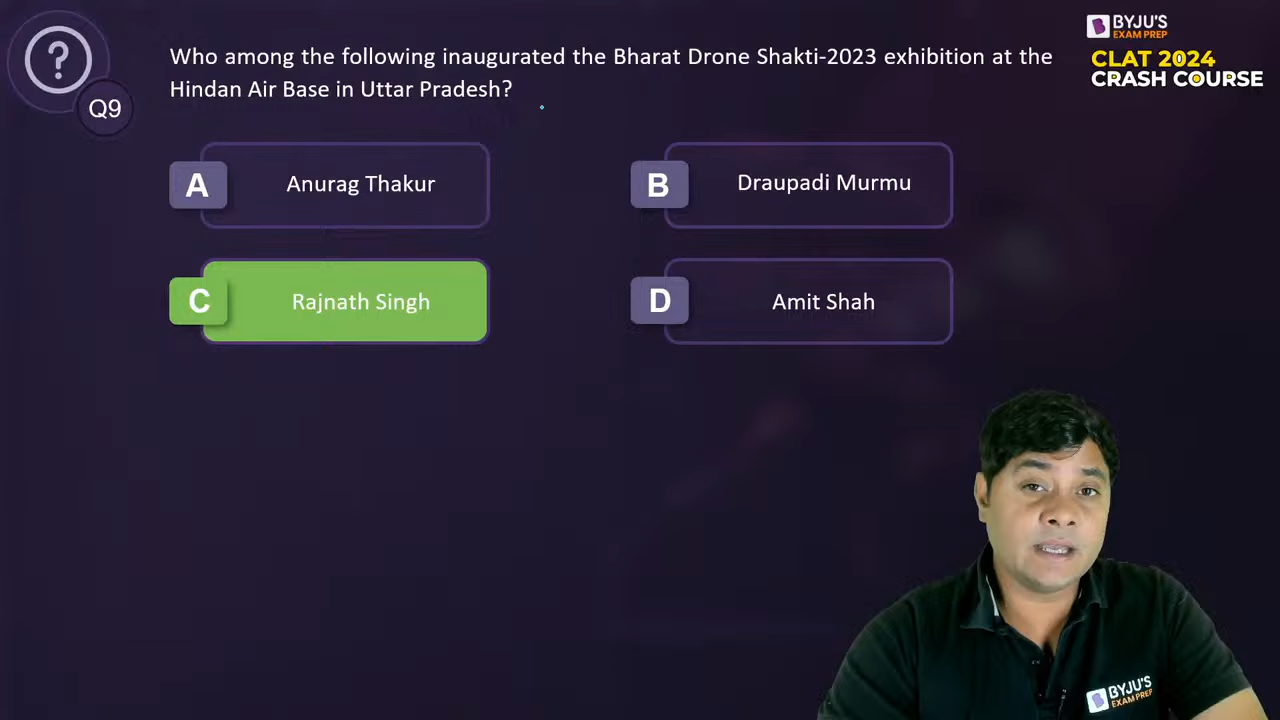 ?
Q9
Who among the following inaugurated the Bharat Drone Shakti-2023 exhibition at the
Hindan Air Base in Uttar Pradesh?
BYJU'S
EXAM PREP
CLAT 2024
CRASH COURSE
A
Anurag Thakur
B
Draupadi Murmu
C
Rajnath Singh
D
Amit Shah
BYJU'S
EXAM PREP